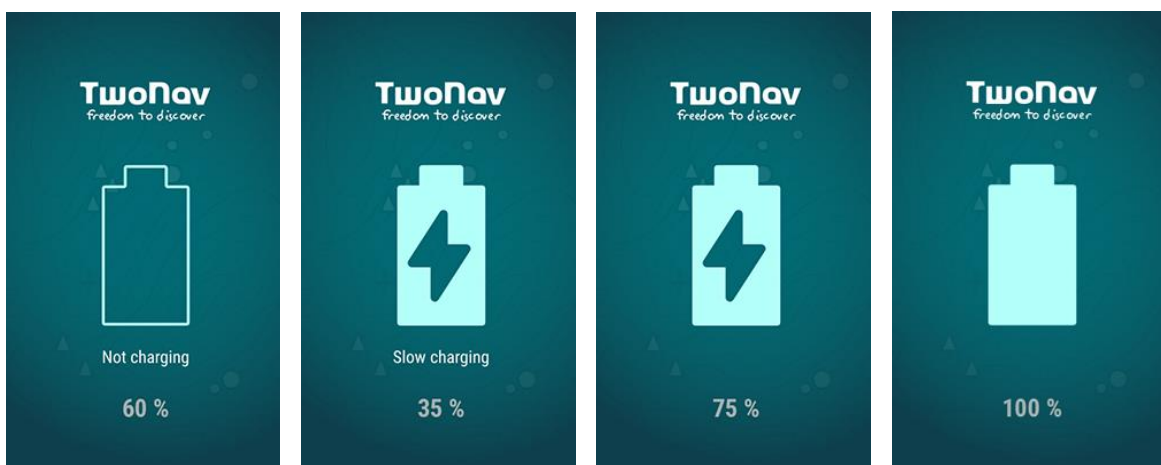 TwoNav
freedom to discover
Not charging
60 %
TwoNav
freedom to discover
Slow charging
35 %
TwoNav
freedom to discover
75 %
TwoNav
freedom to discover
100 %